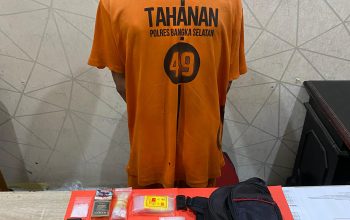 TAHANAN
POLRES BANGKA SELATAN
49